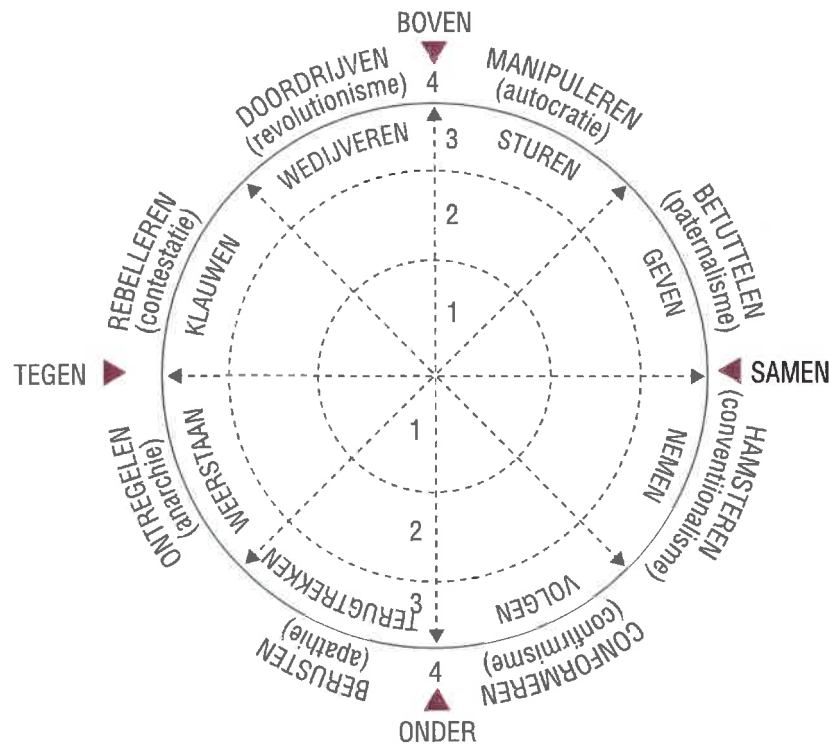 BOVEN
4
DOORDRIJVEN
(revolutionisme)
MANIPULEREN
(autocratie)
WEDIJVEREN
3
STUREN
REBELLEREN
(contestatie)
KLAUWEN
2
GEVEN
BETUTTELEN
(paternalisme)
1
TEGEN
SAMEN
ONTREGELEN
(anarchie)
WEERSTAAN
1
NEMEN
HAMSTEREN
(conventionalisme)
2
TERUGTREKKEN
3
VOLGEN
BERUSTEN
(apathie)
4
CONFORMEREN
(confirmisme)
ONDER